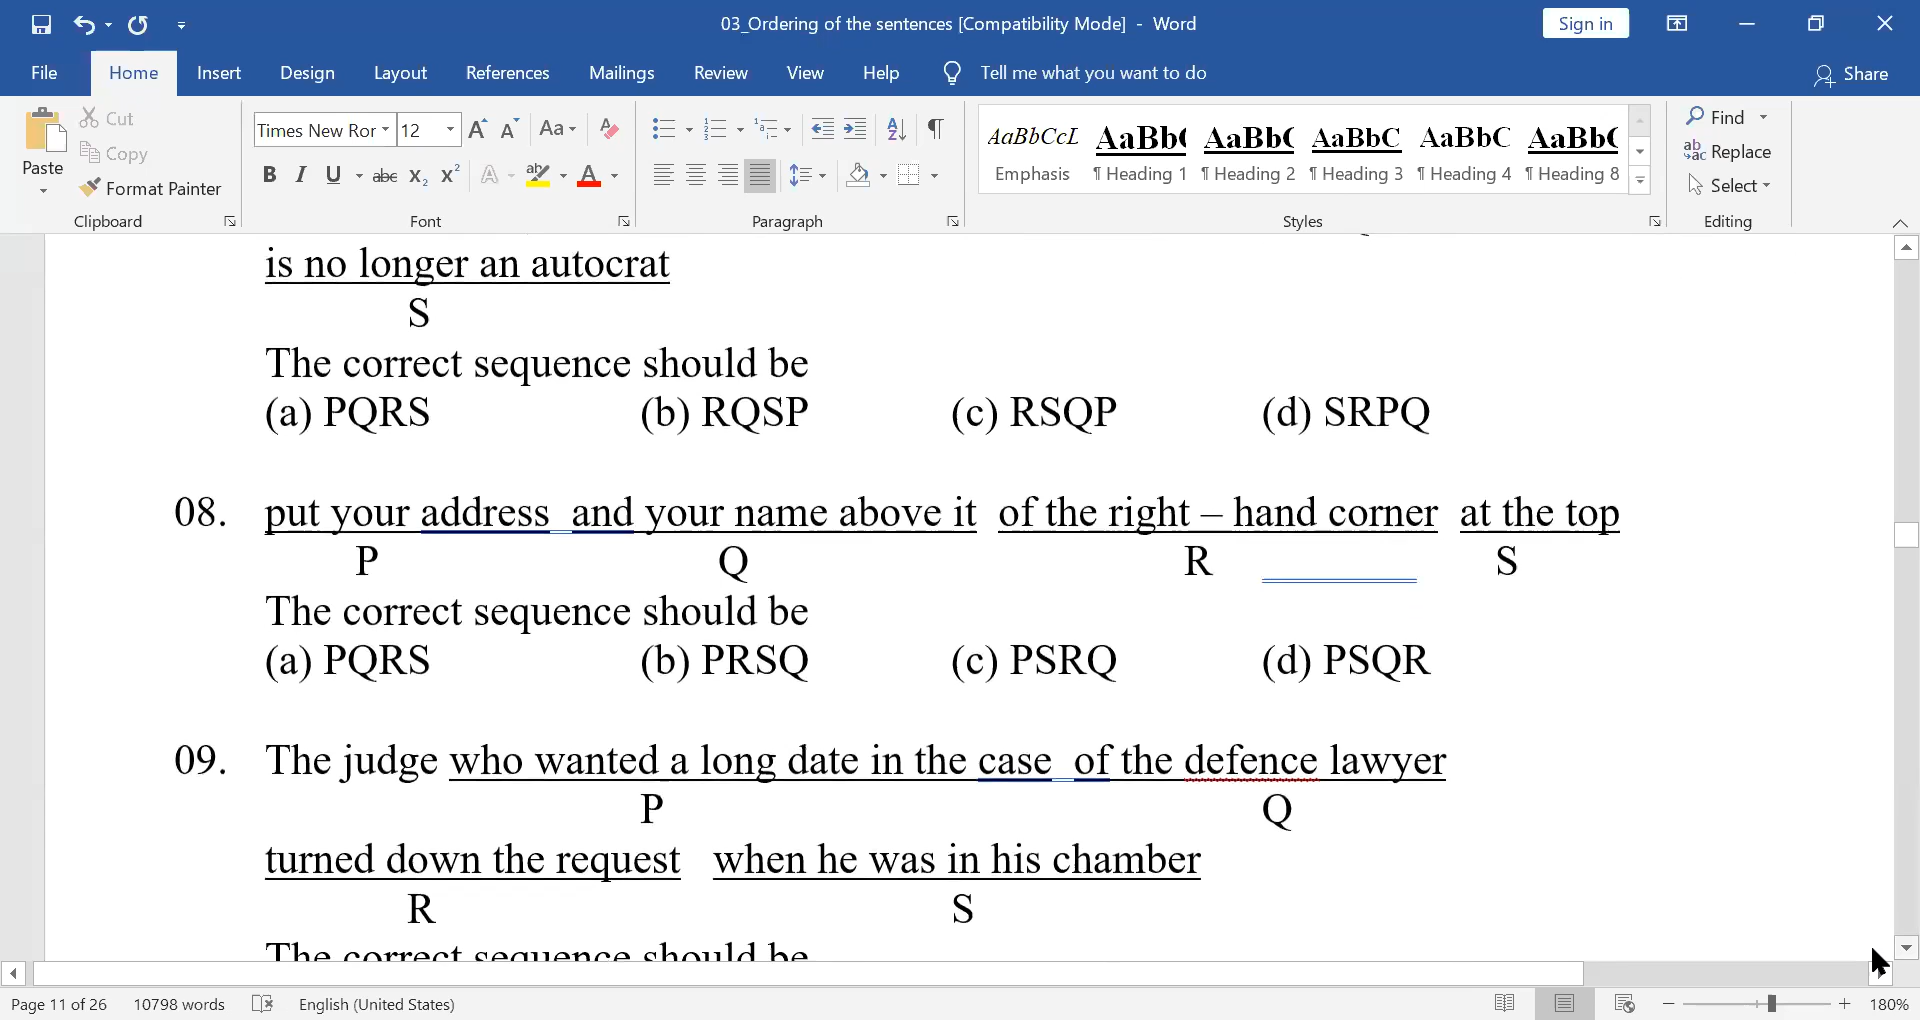 03_Ordering of the sentences [Compatibility Mode] - Word
Sign in
File Home Insert Design Layout References Mailings Review View Help Tell me what you want to do Share
Paste Cut Copy Format Painter
Times New Ror 12
AaBbCcL AaBb( AaBbC AaBbC AaBbC AaBb(
Emphasis ¶ Heading 1 ¶ Heading 2 ¶ Heading 3 ¶ Heading 4 ¶ Heading 8
Find Replace Select
Clipboard Font Paragraph Styles Editing
is no longer an autocrat
S
The correct sequence should be
(a) PQRS (b) RQSP (c) RSQP (d) SRPQ
08. put your address and your name above it of the right – hand corner at the top
P Q R S
The correct sequence should be
(a) PQRS (b) PRSQ (c) PSRQ (d) PSQR
09. The judge who wanted a long date in the case of the defence lawyer
P Q
turned down the request when he was in his chamber
R S
The correct sequence should be
Page 11 of 26 10798 words English (United States) 180%